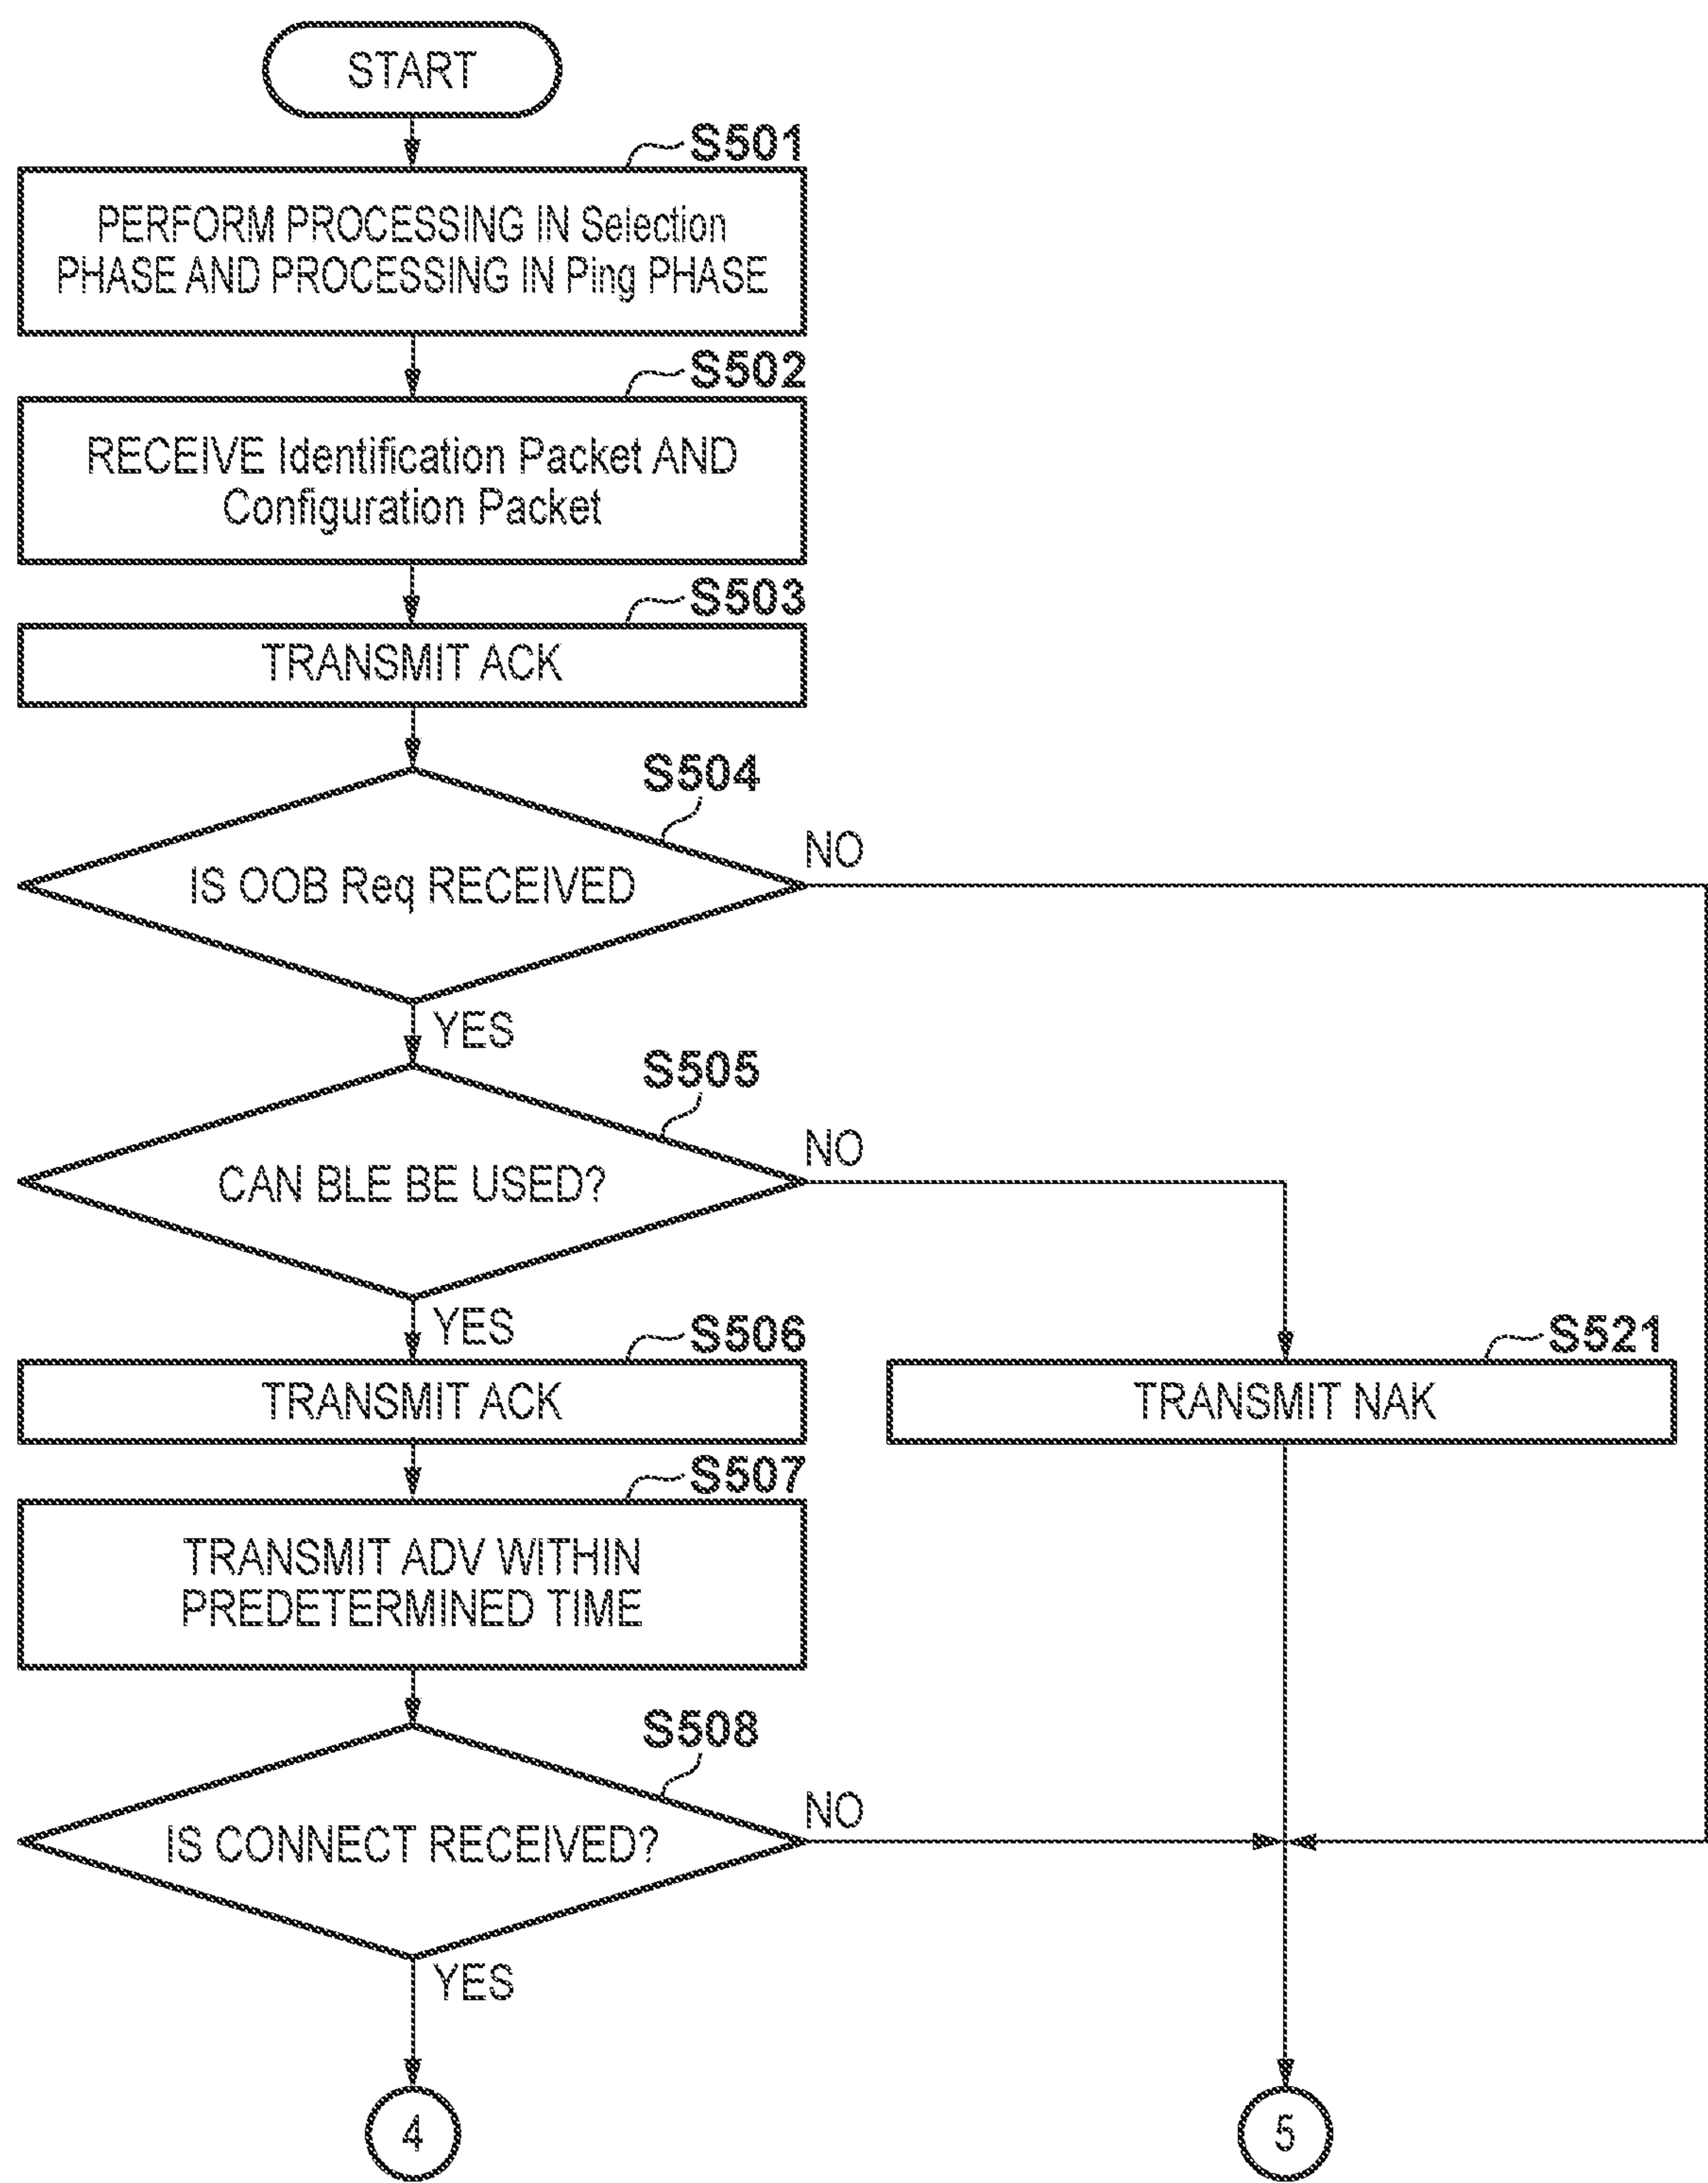 START
S501
PERFORM PROCESSING IN Selection
PHASE AND PROCESSING IN Ping PHASE
S502
RECEIVE Identification Packet AND
Configuration Packet
S503
TRANSMIT ACK
S504
IS OOB Req RECEIVED
NO
YES
S505
CAN BLE BE USED?
NO
YES
S506
TRANSMIT ACK
S521
TRANSMIT NAK
S507
TRANSMIT ADV WITHIN
PREDETERMINED TIME
S508
IS CONNECT RECEIVED?
NO
YES
4
5